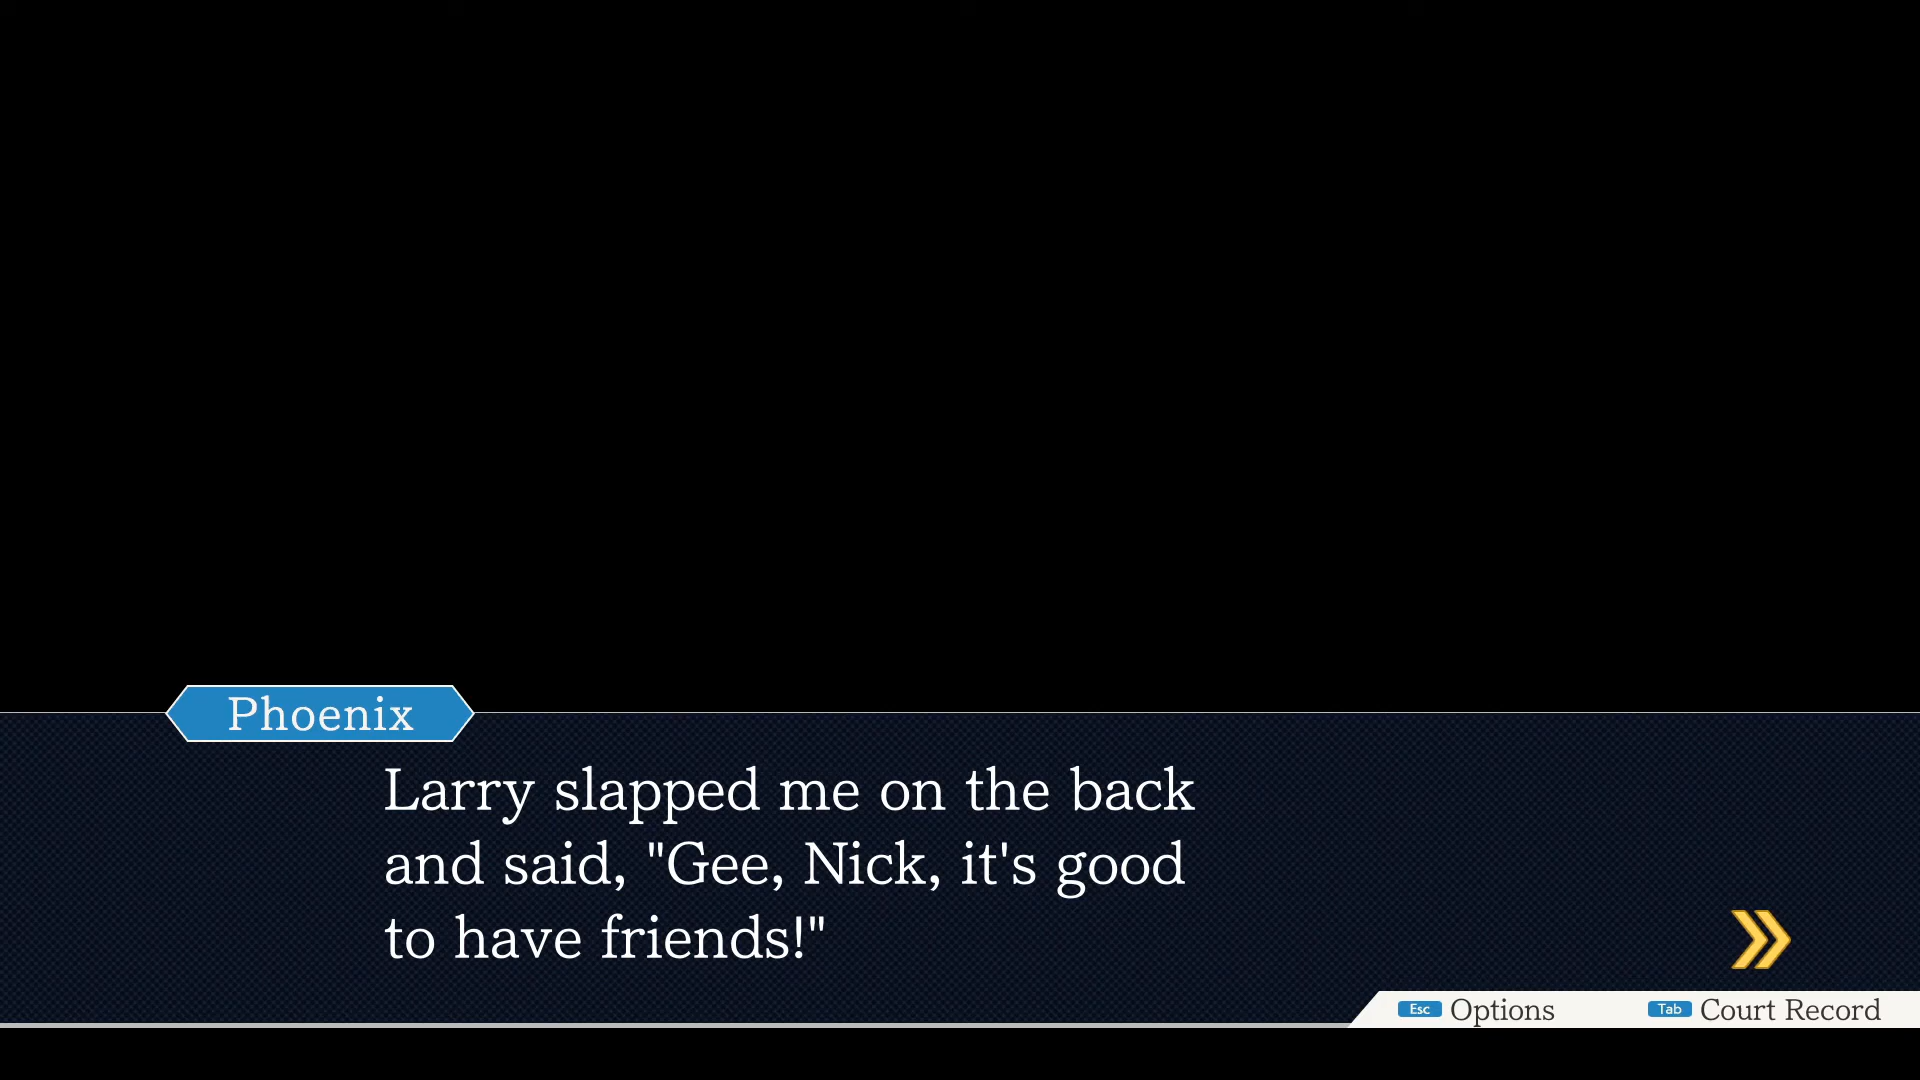 Phoenix
Larry slapped me on the back
and said, "Gee, Nick, it's good
to have friends!"
Esc Options Tab Court Record